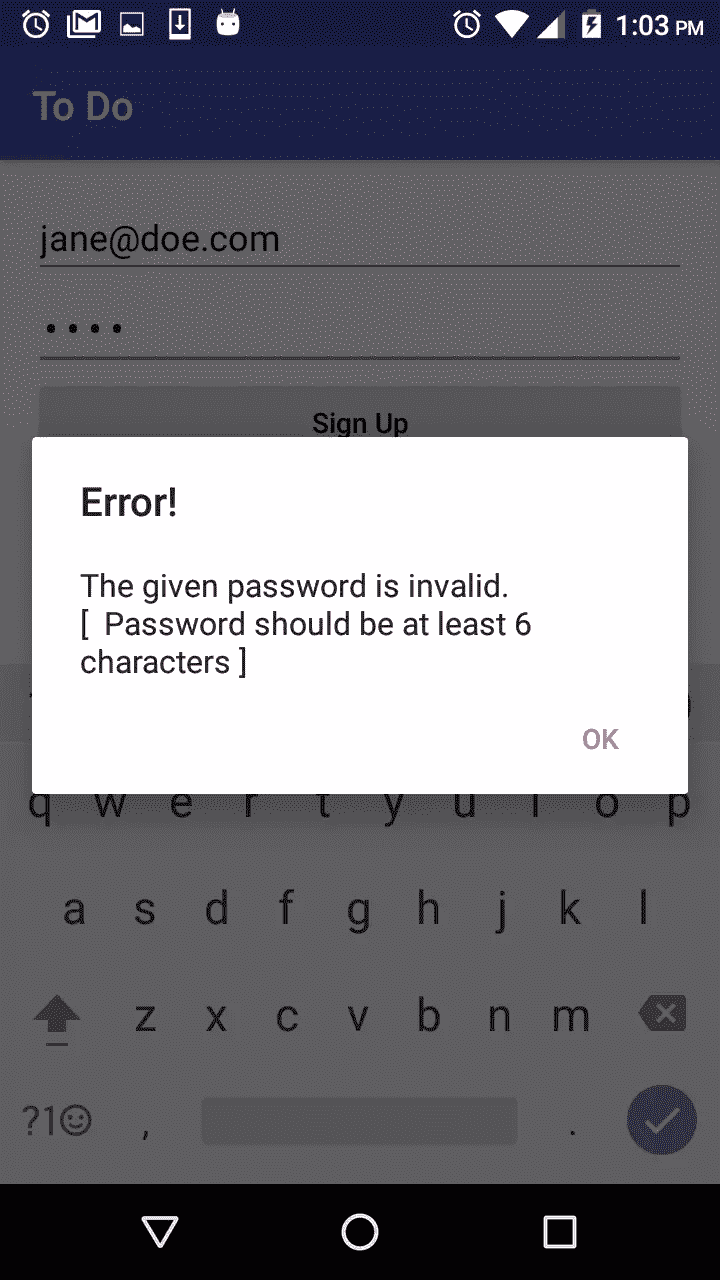 1:03 PM
To Do
jane@doe.com
••••
Sign Up
Error!
The given password is invalid.
[ Password should be at least 6
characters ]
OK
q w e r t y u i o p
a s d f g h j k l
z x c v b n m
?1☺ , .